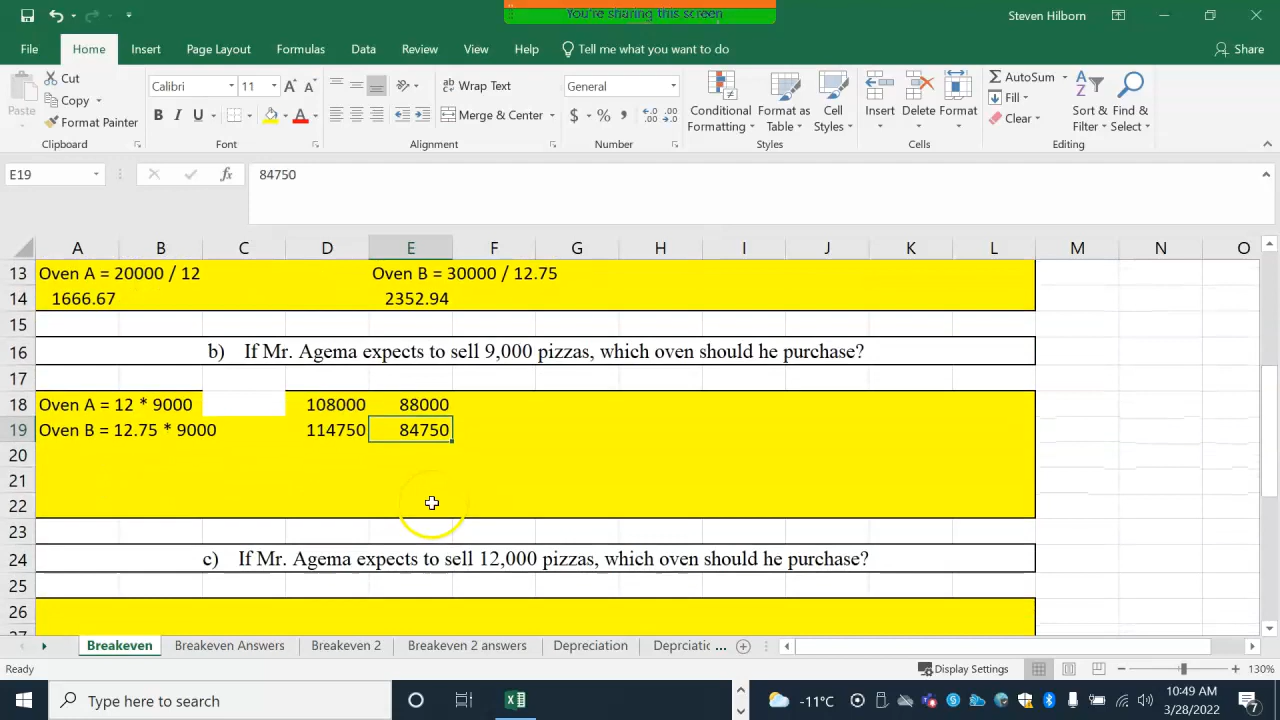 You're sharing this screen
Steven Hilborn
File Home Insert Page Layout Formulas Data Review View Help Tell me what you want to do Share
Paste
Cut
Copy
Format Painter
Clipboard
Calibri 11
B I U
Font
Wrap Text
Merge & Center
Alignment
General
$ % ,
Number
Conditional Formatting
Format as Table
Cell Styles
Styles
Insert
Delete
Format
Cells
AutoSum
Fill
Clear
Sort & Filter
Find & Select
Editing
E19 fx 84750
A B C D E F G H I J K L M N O
13 Oven A = 20000 / 12 Oven B = 30000 / 12.75
14 1666.67 2352.94
15
16 b) If Mr. Agema expects to sell 9,000 pizzas, which oven should he purchase?
17
18 Oven A = 12 * 9000 108000 88000
19 Oven B = 12.75 * 9000 114750 84750
20
21
22
23
24 c) If Mr. Agema expects to sell 12,000 pizzas, which oven should he purchase?
25
26
27
Breakeven Breakeven Answers Breakeven 2 Breakeven 2 answers Depreciation Deprciatic ...
Ready Display Settings 130%
Type here to search -11°C 10:49 AM
3/28/2022 7